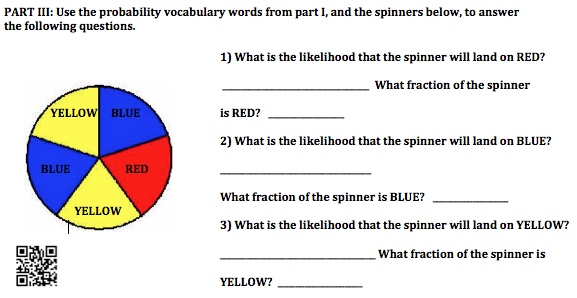 PART III: Use the probability vocabulary words from part I, and the spinners below, to answer
the following questions.
1) What is the likelihood that the spinner will land on RED?
What fraction of the spinner
is RED?
2) What is the likelihood that the spinner will land on BLUE?
What fraction of the spinner is BLUE?
3) What is the likelihood that the spinner will land on YELLOW?
What fraction of the spinner is
YELLOW?
YELLOW
BLUE
BLUE
RED
YELLOW